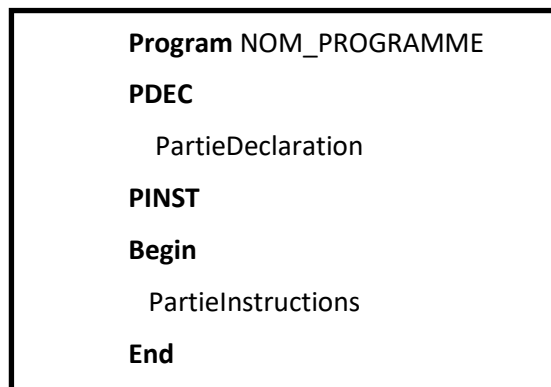 Program NOM_PROGRAMME
PDEC
PartieDeclaration
PINST
Begin
PartieInstructions
End